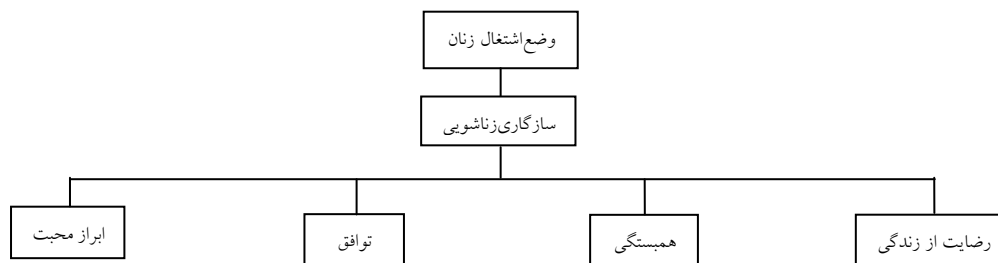 وضع اشتغال زنان
سازگاری زناشویی
رضایت از زندگی
همبستگی
توافق
ابراز محبت